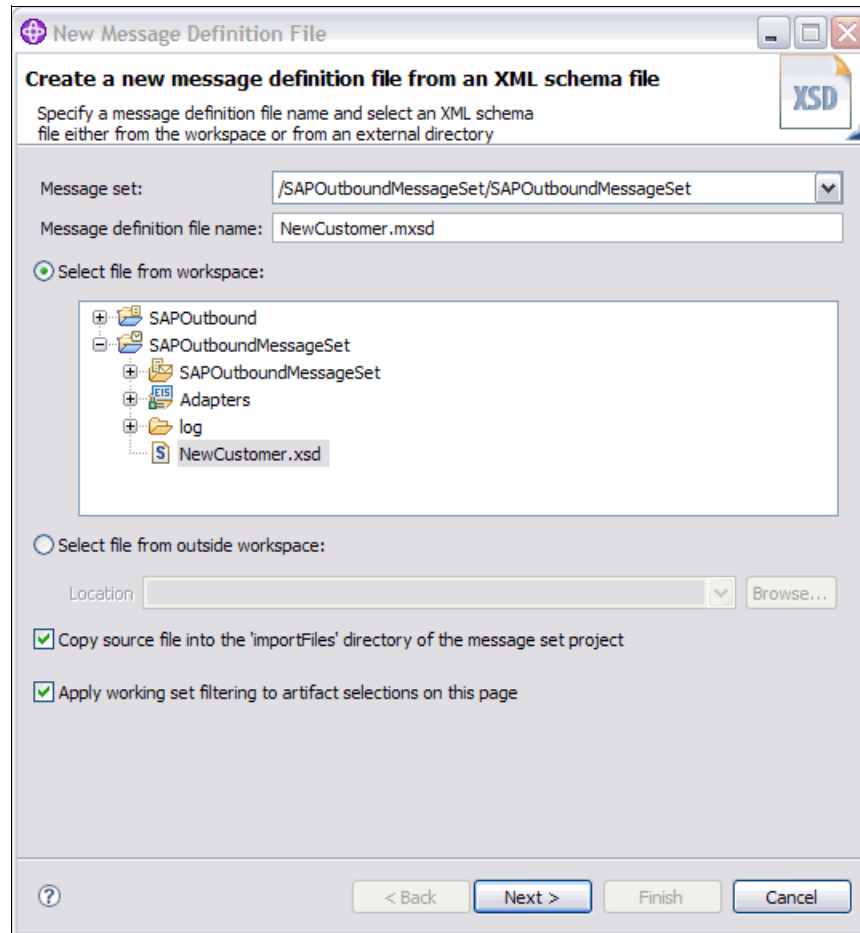 New Message Definition File
Create a new message definition file from an XML schema file
Specify a message definition file name and select an XML schema
file either from the workspace or from an external directory
XSD
Message set: /SAPOutboundMessageSet/SAPOutboundMessageSet
Message definition file name: NewCustomer.mxsd
Select file from workspace:
SAPOutbound
SAPOutboundMessageSet
SAPOutboundMessageSet
EIS Adapters
log
S NewCustomer.xsd
Select file from outside workspace:
Location Browse...
Copy source file into the 'importFiles' directory of the message set project
Apply working set filtering to artifact selections on this page
? < Back Next > Finish Cancel